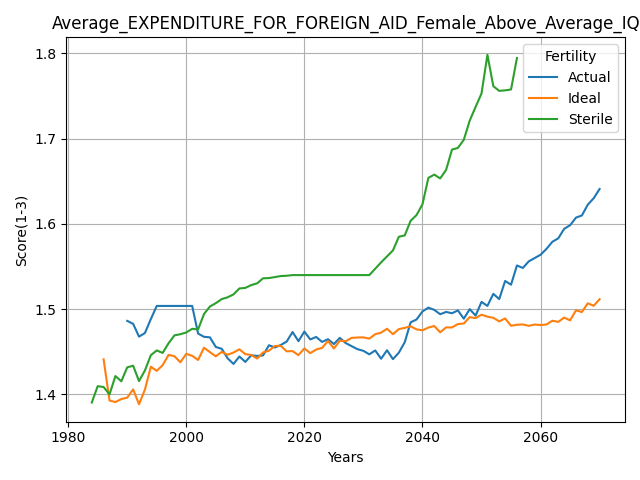 Average_EXPENDITURE_FOR_FOREIGN_AID_Female_Above_Average_IQ
Score(1-3)
1.8
1.7
1.6
1.5
1.4
Fertility
Actual
Ideal
Sterile
1980
2000
2020
2040
2060
Years